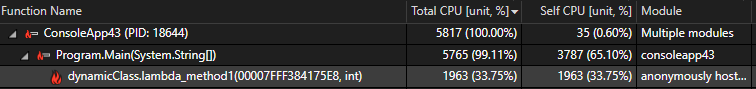 Function Name Total CPU [unit, %] Self CPU [unit, %] Module
ConsoleApp43 (PID: 18644) 5817 (100.00%) 35 (0.60%) Multiple modules
Program.Main(System.String[]) 5765 (99.11%) 3787 (65.10%) consoleapp43
dynamicClass.lambda_method1(00007FFF384175E8, int) 1963 (33.75%) 1963 (33.75%) anonymously host...